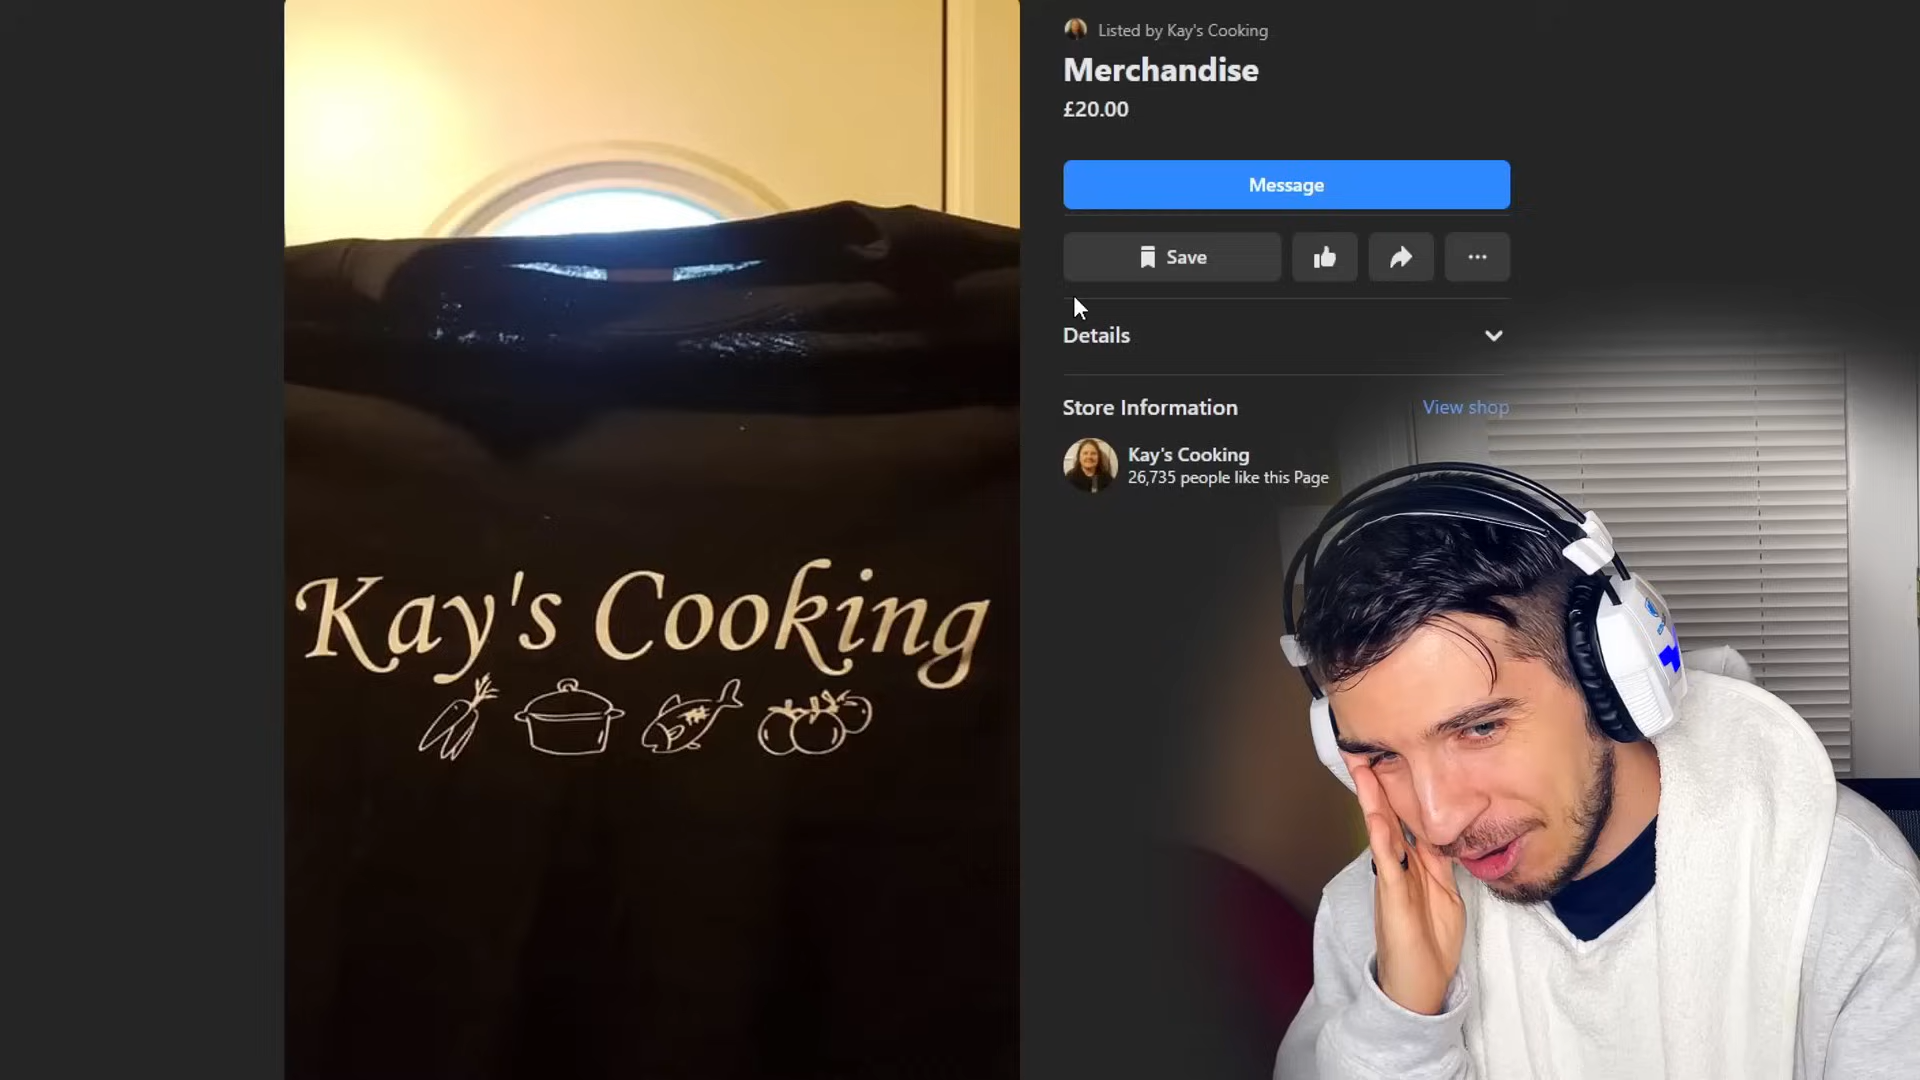 Listed by Kay's Cooking
Merchandise
£20.00
Message
Save
Details
Store Information
View shop
Kay's Cooking
26,735 people like this Page
Kay's Cooking